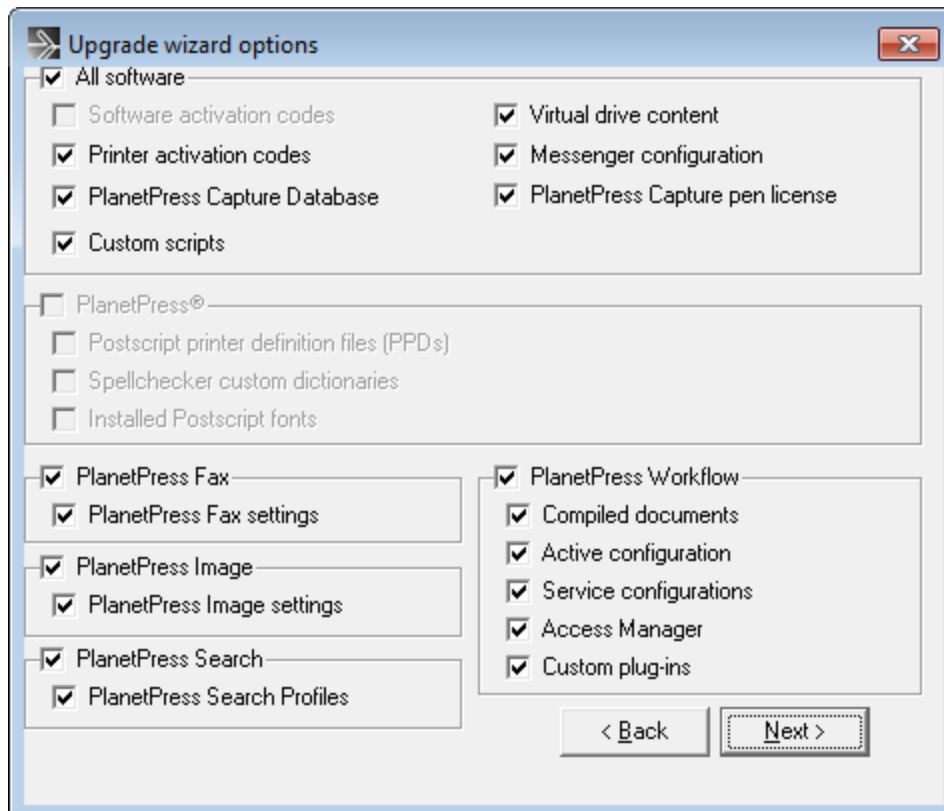 Upgrade wizard options
All software
Software activation codes
Virtual drive content
Printer activation codes
Messenger configuration
PlanetPress Capture Database
PlanetPress Capture pen license
Custom scripts
PlanetPress®
Postscript printer definition files (PPDs)
Spellchecker custom dictionaries
Installed Postscript fonts
PlanetPress Fax
PlanetPress Fax settings
PlanetPress Image
PlanetPress Image settings
PlanetPress Search
PlanetPress Search Profiles
PlanetPress Workflow
Compiled documents
Active configuration
Service configurations
Access Manager
Custom plug-ins
< Back
Next >